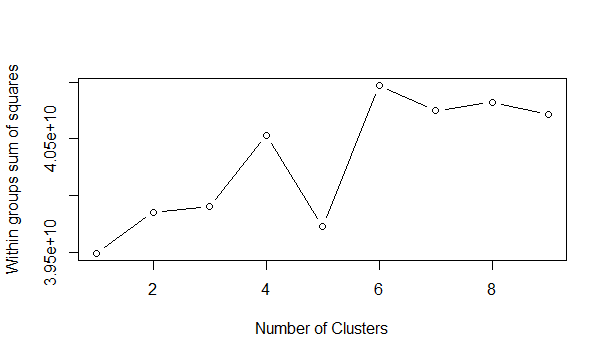 Within groups sum of squares
4.05e+10
3.95e+10
2 4 6 8
Number of Clusters